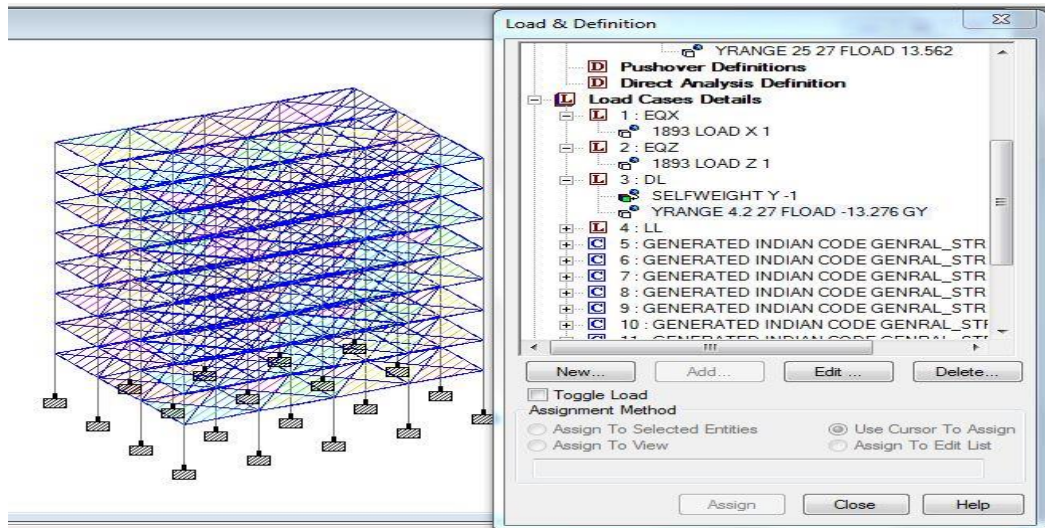 Load & Definition
YRANGE 25 27 FLOAD 13.562
D Pushover Definitions
D Direct Analysis Definition
L Load Cases Details
L 1 : EQX
1893 LOAD X 1
L 2 : EQZ
1893 LOAD Z 1
L 3 : DL
SELFWEIGHT Y -1
YRANGE 4.2 27 FLOAD -13.276 GY
L 4 : LL
C 5 : GENERATED INDIAN CODE GENRAL_STR
C 6 : GENERATED INDIAN CODE GENRAL_STR
C 7 : GENERATED INDIAN CODE GENRAL_STR
C 8 : GENERATED INDIAN CODE GENRAL_STR
C 9 : GENERATED INDIAN CODE GENRAL_STR
C 10 : GENERATED INDIAN CODE GENRAL_STF
C 11 : GENERATED INDIAN CODE GENRAL_STF
New... Add... Edit ... Delete...
Toggle Load
Assignment Method
Assign To Selected Entities Use Cursor To Assign
Assign To View Assign To Edit List
Assign Close Help